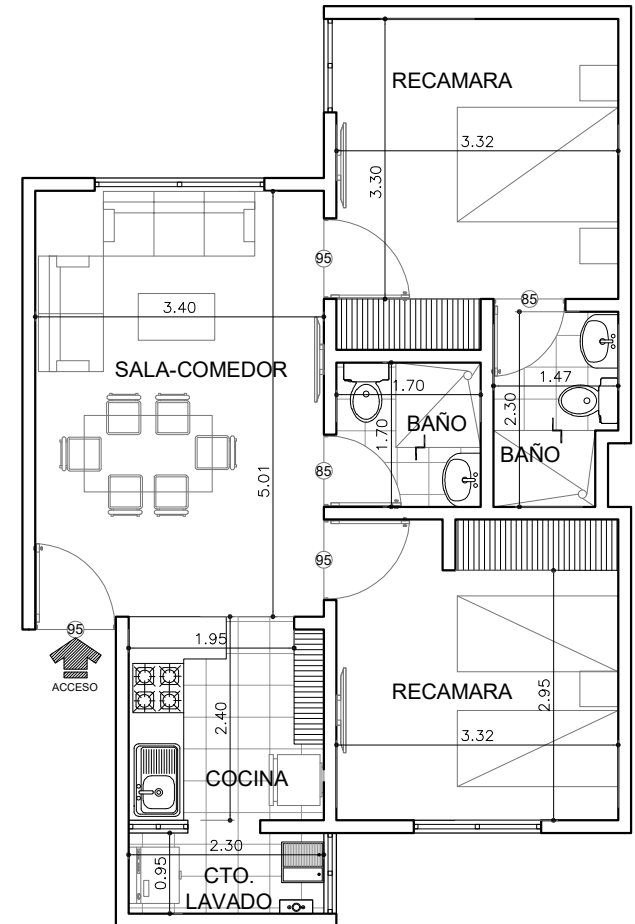 RECAMARA
3.32
3.30
95
3.40
85
SALA-COMEDOR
1.70
1.47
2.30
BAÑO
1.70
BAÑO
85
5.01
95
95
ACCESO
1.95
RECAMARA
2.95
2.40
3.32
COCINA
2.30
0.95
CTO.
LAVADO